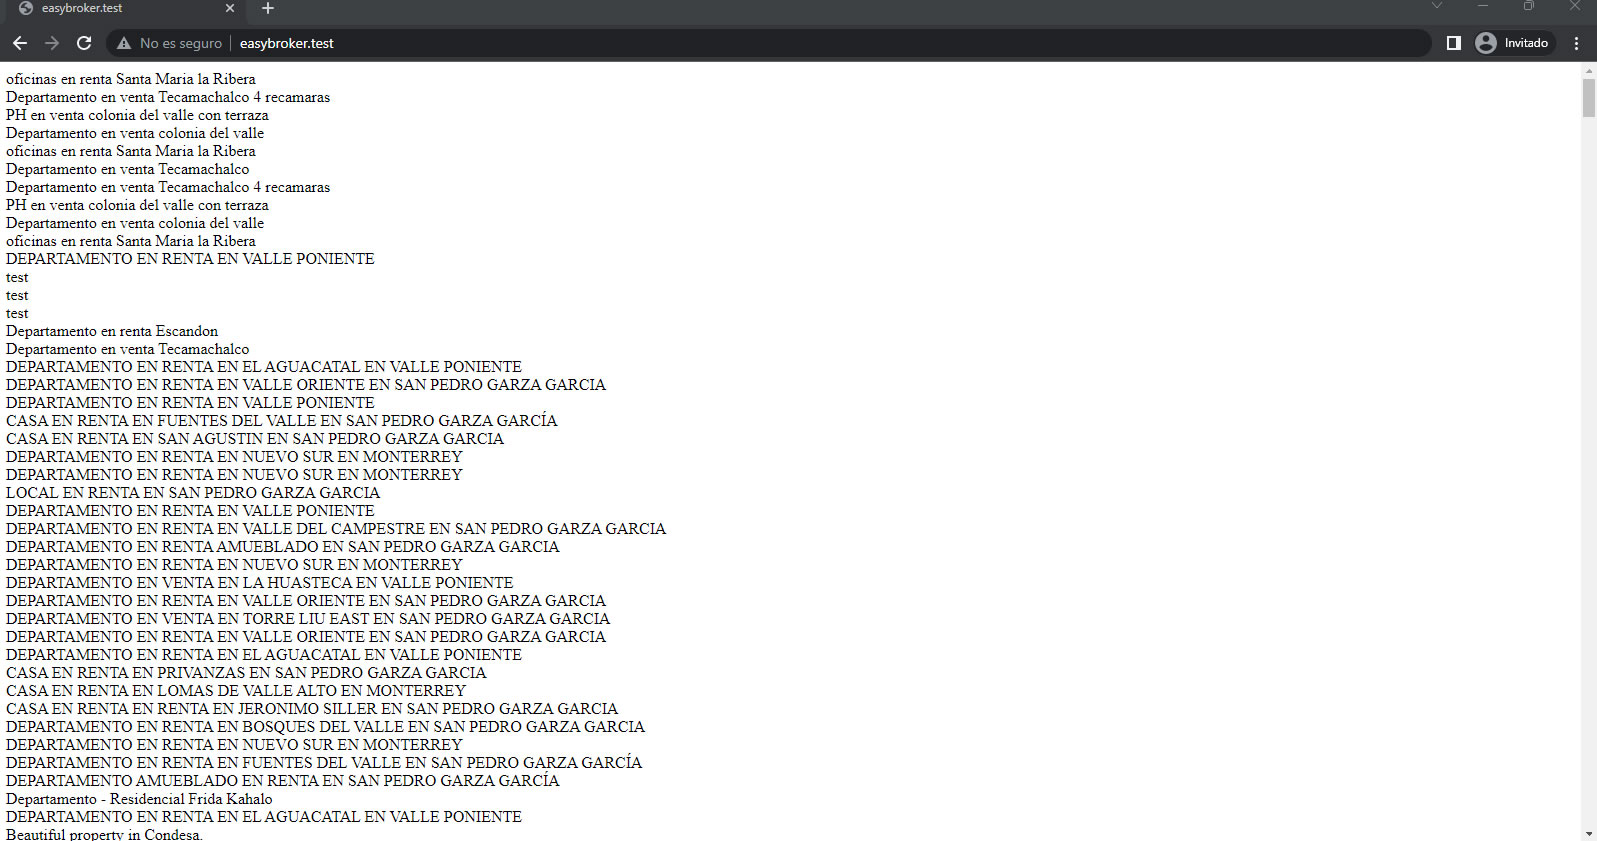 easybroker.test
No es seguro
easybroker.test
Invitado
oficinas en renta Santa Maria la Ribera
Departamento en venta Tecamachalco 4 recamaras
PH en venta colonia del valle con terraza
Departamento en venta colonia del valle
oficinas en renta Santa Maria la Ribera
Departamento en venta Tecamachalco
Departamento en venta Tecamachalco 4 recamaras
PH en venta colonia del valle con terraza
Departamento en venta colonia del valle
oficinas en renta Santa Maria la Ribera
DEPARTAMENTO EN RENTA EN VALLE PONIENTE
test
test
test
Departamento en renta Escandon
Departamento en venta Tecamachalco
DEPARTAMENTO EN RENTA EN EL AGUACATAL EN VALLE PONIENTE
DEPARTAMENTO EN RENTA EN VALLE ORIENTE EN SAN PEDRO GARZA GARCIA
DEPARTAMENTO EN RENTA EN VALLE PONIENTE
CASA EN RENTA EN FUENTES DEL VALLE EN SAN PEDRO GARZA GARCÍA
CASA EN RENTA EN SAN AGUSTIN EN SAN PEDRO GARZA GARCIA
DEPARTAMENTO EN RENTA EN NUEVO SUR EN MONTERREY
DEPARTAMENTO EN RENTA EN NUEVO SUR EN MONTERREY
LOCAL EN RENTA EN SAN PEDRO GARZA GARCIA
DEPARTAMENTO EN RENTA EN VALLE PONIENTE
DEPARTAMENTO EN RENTA EN VALLE DEL CAMPESTRE EN SAN PEDRO GARZA GARCIA
DEPARTAMENTO EN RENTA AMUEBLADO EN SAN PEDRO GARZA GARCIA
DEPARTAMENTO EN RENTA EN NUEVO SUR EN MONTERREY
DEPARTAMENTO EN VENTA EN LA HUASTECA EN VALLE PONIENTE
DEPARTAMENTO EN RENTA EN VALLE ORIENTE EN SAN PEDRO GARZA GARCIA
DEPARTAMENTO EN VENTA EN TORRE LIU EAST EN SAN PEDRO GARZA GARCIA
DEPARTAMENTO EN RENTA EN VALLE ORIENTE EN SAN PEDRO GARZA GARCIA
DEPARTAMENTO EN RENTA EN EL AGUACATAL EN VALLE PONIENTE
CASA EN RENTA EN PRIVANZAS EN SAN PEDRO GARZA GARCIA
CASA EN RENTA EN LOMAS DE VALLE ALTO EN MONTERREY
CASA EN RENTA EN RENTA EN JERONIMO SILLER EN SAN PEDRO GARZA GARCIA
DEPARTAMENTO EN RENTA EN BOSQUES DEL VALLE EN SAN PEDRO GARZA GARCIA
DEPARTAMENTO EN RENTA EN NUEVO SUR EN MONTERREY
DEPARTAMENTO EN RENTA EN FUENTES DEL VALLE EN SAN PEDRO GARZA GARCÍA
DEPARTAMENTO AMUEBLADO EN RENTA EN SAN PEDRO GARZA GARCÍA
Departamento - Residencial Frida Kahalo
DEPARTAMENTO EN RENTA EN EL AGUACATAL EN VALLE PONIENTE
Beautiful property in Condesa.